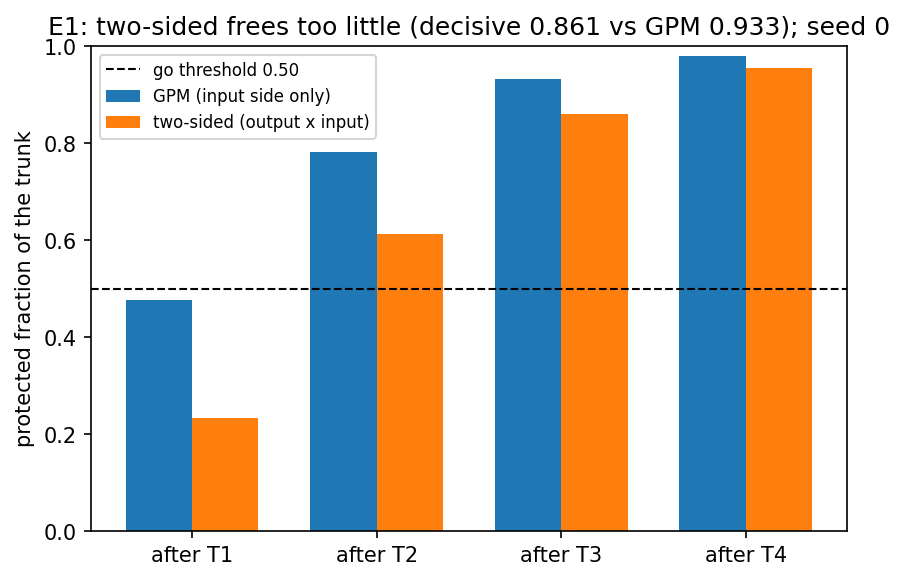 E1: two-sided frees too little (decisive 0.861 vs GPM 0.933); seed 0
protected fraction of the trunk
1.0
0.8
0.6
0.4
0.2
0.0
go threshold 0.50
GPM (input side only)
two-sided (output x input)
after T1
after T2
after T3
after T4